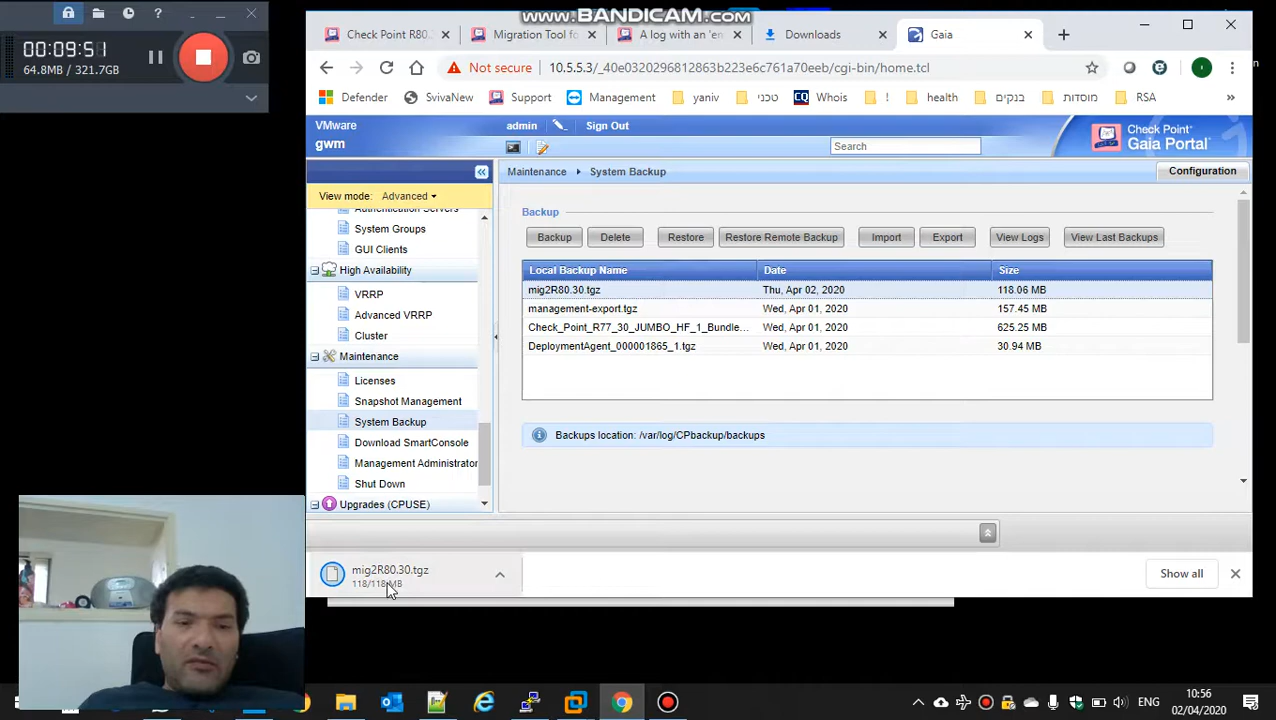 00:09:51
64.8MB / 321.7GB
www.BANDICAM.com
Check Point R80.
Migration Tool fo
A log with an 'en
Downloads
Gaia
Not secure
10.5.5.3/_40e0320296812863b223e6c761a70eeb/cgi-bin/home.tcl
Defender
SvivaNew
Support
Management
yaniv
טכני
CQ
Whois
!
health
בנקים
מוסדות
RSA
»
VMware
admin
Sign Out
gwm
Search
Check Point
Gaia Portal
View mode: Advanced
Maintenance
System Backup
Configuration
Authentication Servers
System Groups
GUI Clients
High Availability
VRRP
Advanced VRRP
Cluster
Maintenance
Licenses
Snapshot Management
System Backup
Download SmartConsole
Management Administrator
Shut Down
Upgrades (CPUSE)
Backup
Backup
Delete
Restore
Restore Remote Backup
Import
Export
View Logs
View Last Backups
Local Backup Name
Date
Size
mig2R80.30.tgz
Thu, Apr 02, 2020
118.06 MB
management-export.tgz
Wed, Apr 01, 2020
157.45 MB
Check_Point_R77_30_JUMBO_HF_1_Bundle...
Wed, Apr 01, 2020
625.25 MB
DeploymentAgent_000001865_1.tgz
Wed, Apr 01, 2020
30.94 MB
Backups location: /var/log/CPbackup/backups
mig2R80.30.tgz
118/118 MB
Show all
ENG
10:56
02/04/2020